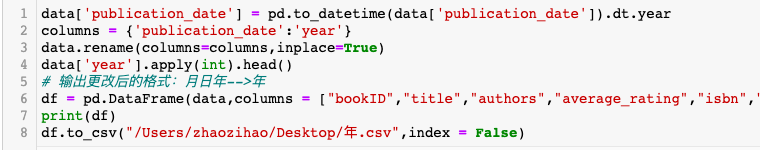 1 data['publication_date'] = pd.to_datetime(data['publication_date']).dt.year
2 columns = {'publication_date':'year'}
3 data.rename(columns=columns,inplace=True)
4 data['year'].apply(int).head()
5 # 输出更改后的格式：月日年-->年
6 df = pd.DataFrame(data,columns = ["bookID","title","authors","average_rating","isbn","
7 print(df)
8 df.to_csv("/Users/zhaozihao/Desktop/年.csv",index = False)